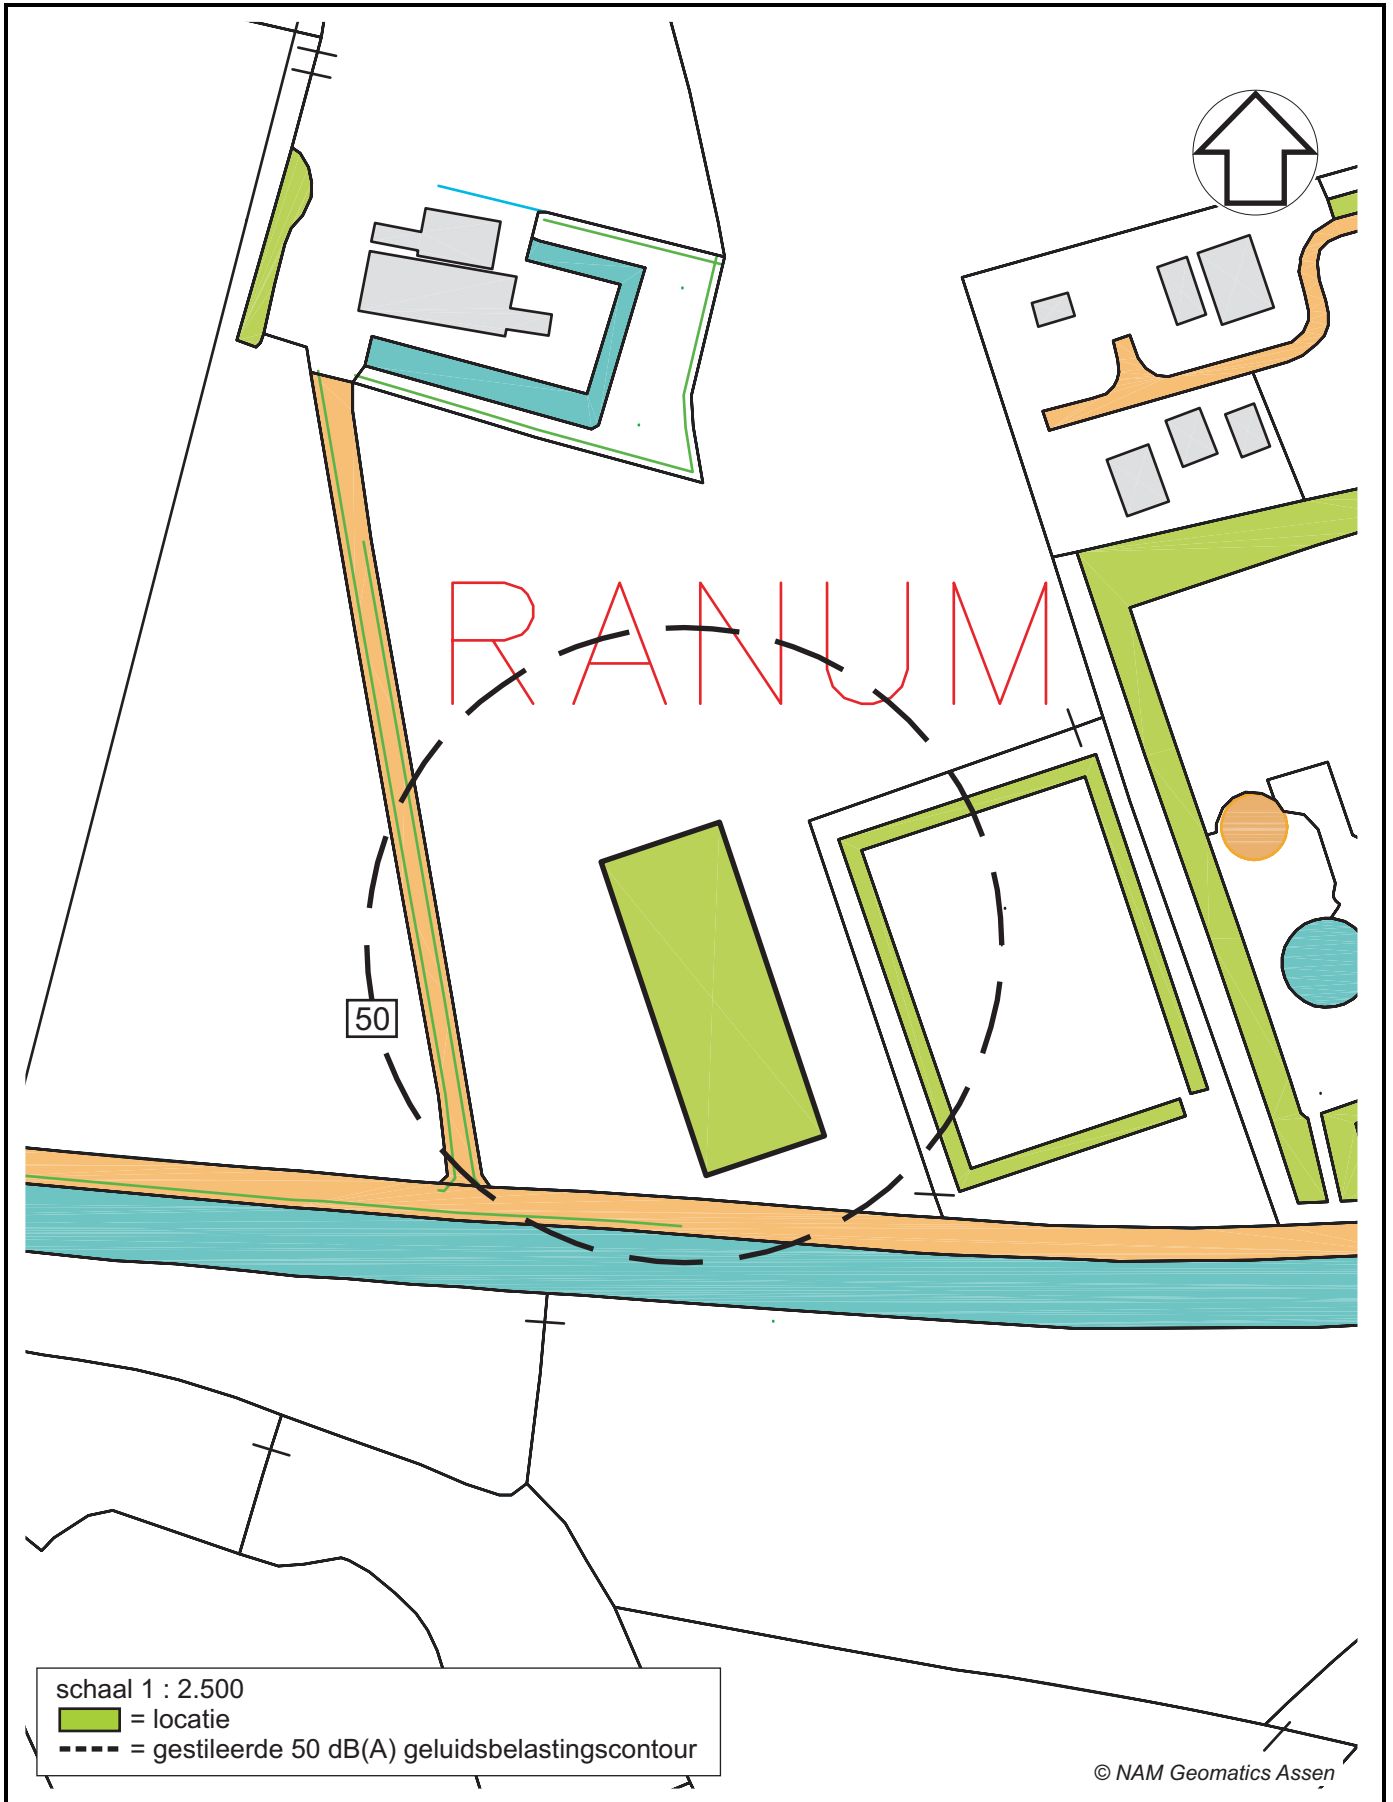 RANUM
50
schaal 1 : 2.500
= locatie
= gestileerde 50 dB(A) geluidsbelastingscontour
© NAM Geomatics Assen